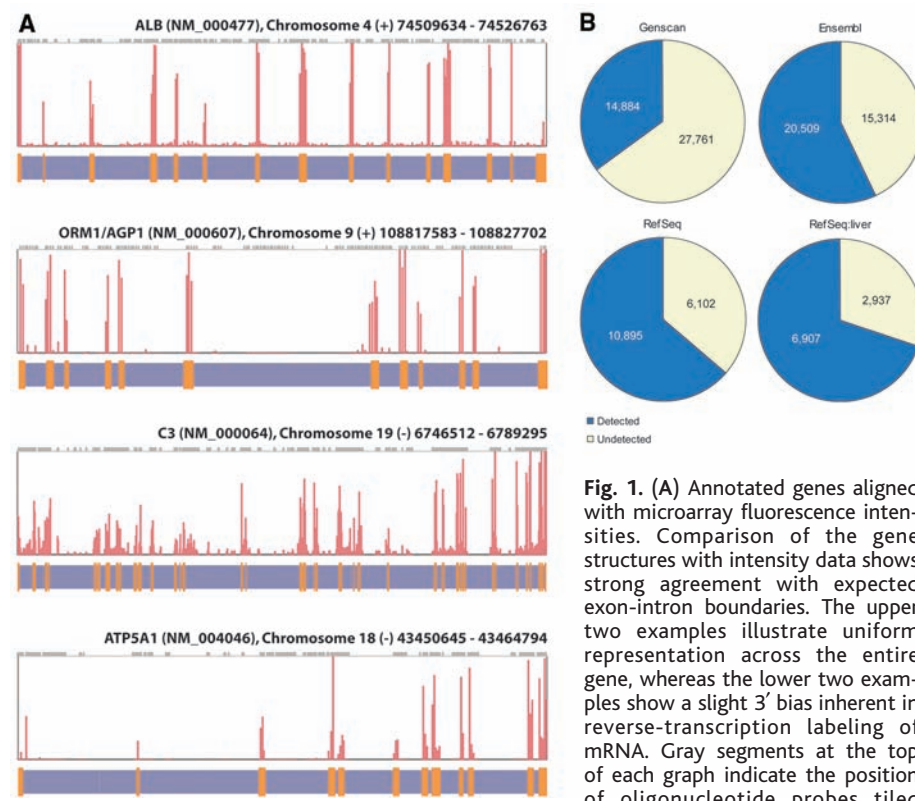 A
ALB (NM_000477), Chromosome 4 (+) 74509634 - 74526763
ORM1/AGP1 (NM_000607), Chromosome 9 (+) 108817583 - 108827702
C3 (NM_000064), Chromosome 19 (-) 6746512 - 6789295
ATP5A1 (NM_004046), Chromosome 18 (-) 43450645 - 43464794
B
Genscan
14,884
27,761
Ensembl
20,509
15,314
RefSeq
10,895
6,102
RefSeq:liver
6,907
2,937
Detected
Undetected
Fig. 1. (A) Annotated genes aligned
with microarray fluorescence inten-
sities. Comparison of the gene
structures with intensity data shows
strong agreement with expected
exon-intron boundaries. The upper
two examples illustrate uniform
representation across the entire
gene, whereas the lower two exam-
ples show a slight 3′ bias inherent in
reverse-transcription labeling of
mRNA. Gray segments at the top
of each graph indicate the position
of oligonucleotide probes tiled